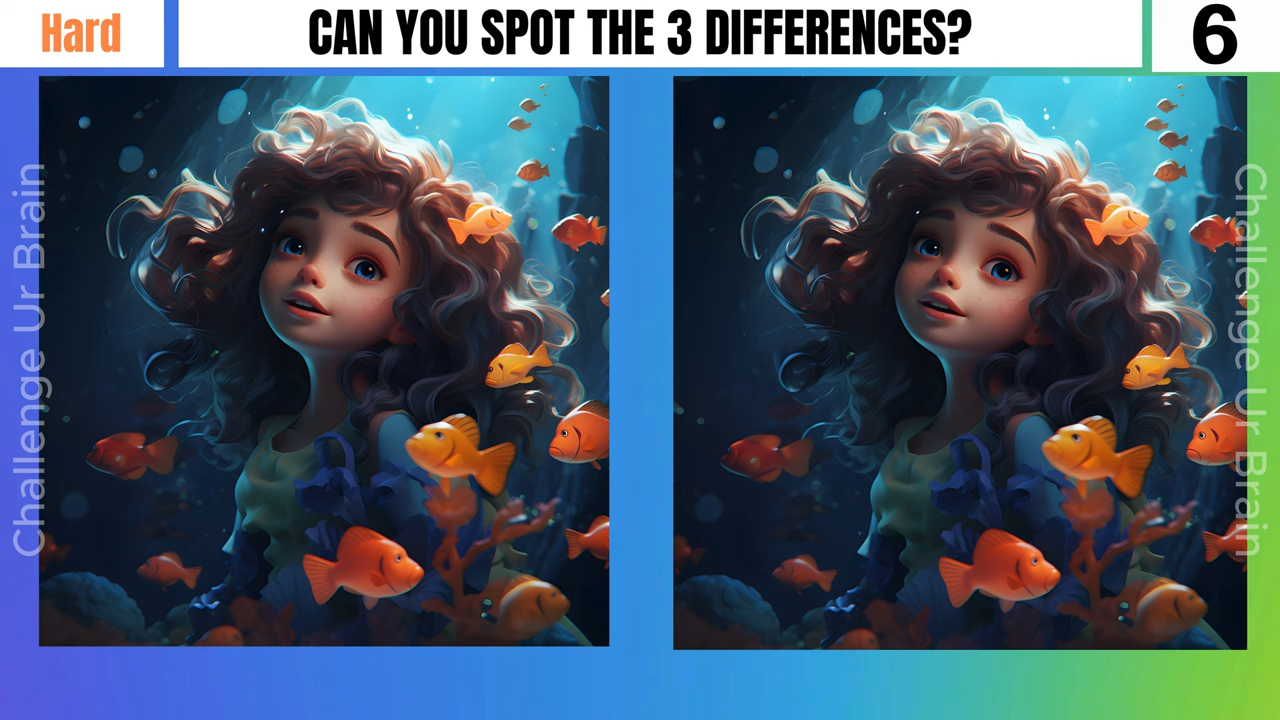 Hard
CAN YOU SPOT THE 3 DIFFERENCES?
6
Challenge Ur Brain
Challenge Ur Brain